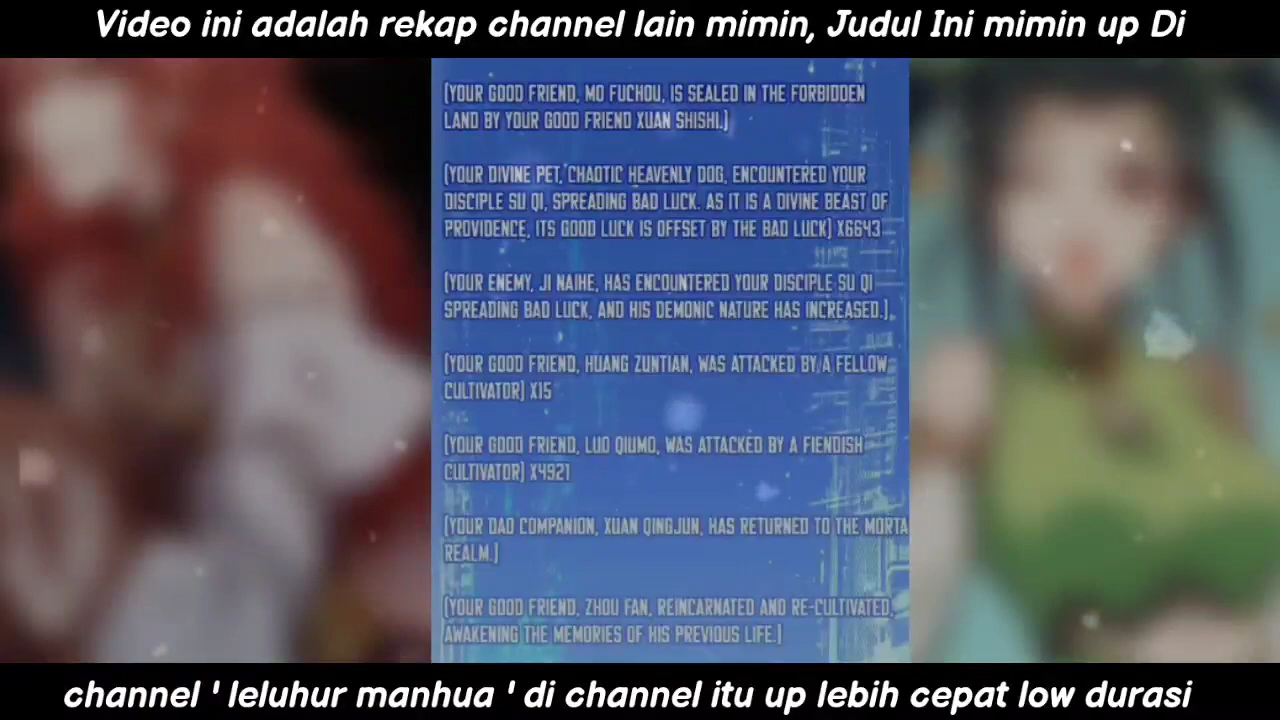 Video ini adalah rekap channel lain mimin, Judul Ini mimin up Di
[YOUR GOOD FRIEND, MO FUCHOU, IS SEALED IN THE FORBIDDEN
LAND BY YOUR GOOD FRIEND XUAN SHISHI.]
[YOUR DIVINE PET, CHAOTIC HEAVENLY DOG, ENCOUNTERED YOUR
DISCIPLE SU QI, SPREADING BAD LUCK. AS IT IS A DIVINE BEAST OF
PROVIDENCE, ITS GOOD LUCK IS OFFSET BY THE BAD LUCK] X6643
[YOUR ENEMY, JI NAIHE, HAS ENCOUNTERED YOUR DISCIPLE SU QI
SPREADING BAD LUCK, AND HIS DEMONIC NATURE HAS INCREASED.]
[YOUR GOOD FRIEND, HUANG ZUNTIAN, WAS ATTACKED BY A FELLOW
CULTIVATOR] X15
[YOUR GOOD FRIEND, LUO QIUMO, WAS ATTACKED BY A FIENDISH
CULTIVATOR] X4921
[YOUR DAO COMPANION, XUAN QINGJUN, HAS RETURNED TO THE MORTA
REALM.]
[YOUR GOOD FRIEND, ZHOU FAN, REINCARNATED AND RE-CULTIVATED,
AWAKENING THE MEMORIES OF HIS PREVIOUS LIFE.]
channel ' leluhur manhua ' di channel itu up lebih cepat low durasi